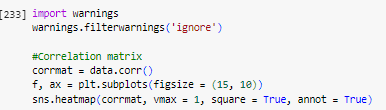 [233] import warnings
warnings.filterwarnings('ignore')
#Correlation matrix
corrmat = data.corr()
f, ax = plt.subplots(figsize = (15, 10))
sns.heatmap(corrmat, vmax = 1, square = True, annot = True)